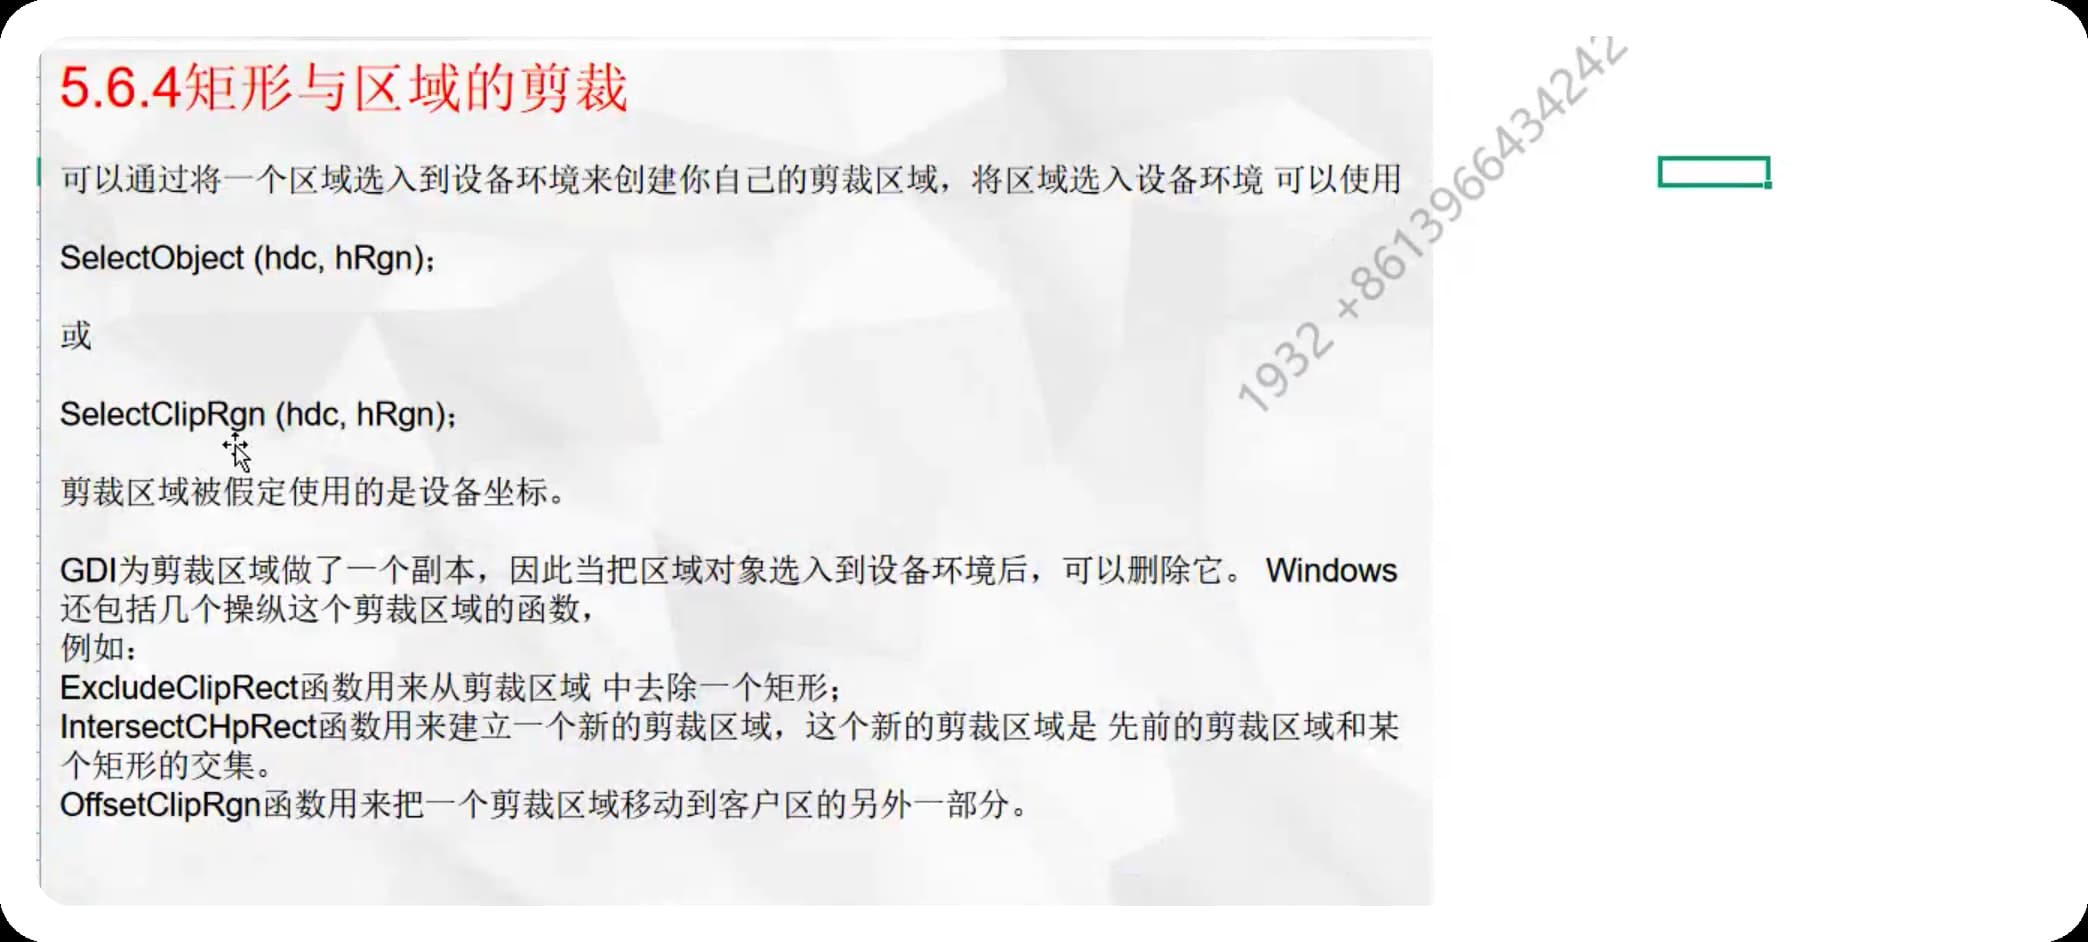 5.6.4矩形与区域的剪裁
可以通过将一个区域选入到设备环境来创建你自己的剪裁区域，将区域选入设备环境 可以使用
SelectObject (hdc, hRgn)；
或
SelectClipRgn (hdc, hRgn)；
剪裁区域被假定使用的是设备坐标。
GDI为剪裁区域做了一个副本，因此当把区域对象选入到设备环境后，可以删除它。 Windows
还包括几个操纵这个剪裁区域的函数，
例如：
ExcludeClipRect函数用来从剪裁区域 中去除一个矩形；
IntersectCHpRect函数用来建立一个新的剪裁区域，这个新的剪裁区域是 先前的剪裁区域和某
个矩形的交集。
OffsetClipRgn函数用来把一个剪裁区域移动到客户区的另外一部分。
1932 +8613966434242